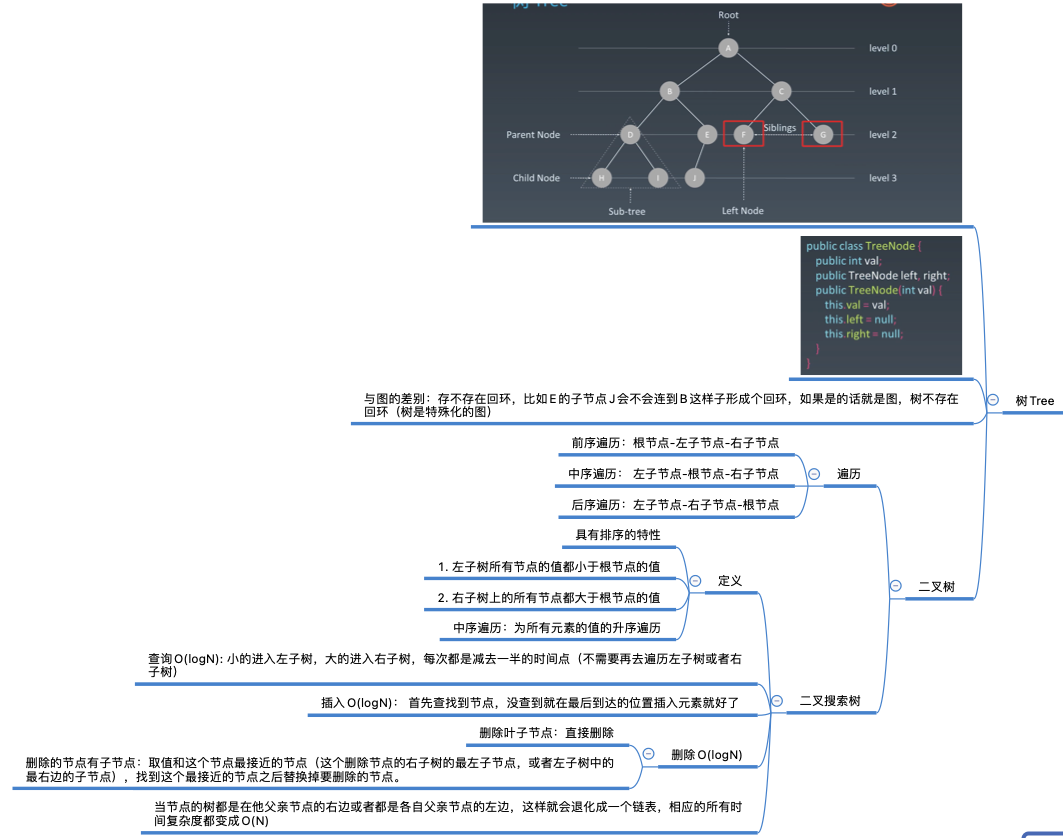 树 Tree
Root
A
level 0
B
C
level 1
Parent Node
D
E
F
Siblings
G
level 2
Child Node
H
I
J
level 3
Sub-tree
Left Node
public class TreeNode {
public int val;
public TreeNode left, right;
public TreeNode(int val) {
this.val = val;
this.left = null;
this.right = null;
}
}
与图的差别：存不存在回环，比如E的子节点J会不会连到B这样子形成个回环，如果是的话就是图，树不存在
回环（树是特殊化的图）
树Tree
前序遍历：根节点-左子节点-右子节点
中序遍历： 左子节点-根节点-右子节点
后序遍历：左子节点-右子节点-根节点
遍历
具有排序的特性
1. 左子树所有节点的值都小于根节点的值
2. 右子树上的所有节点都大于根节点的值
中序遍历：为所有元素的值的升序遍历
定义
二叉树
查询O(logN): 小的进入左子树，大的进入右子树，每次都是减去一半的时间点（不需要再去遍历左子树或者右
子树）
插入O(logN)： 首先查找到节点，没查到就在最后到达的位置插入元素就好了
二叉搜索树
删除叶子节点：直接删除
删除的节点有子节点：取值和这个节点最接近的节点（这个删除节点的右子树的最左子节点，或者左子树中的
最右边的子节点）, 找到这个最接近的节点之后替换掉要删除的节点。
删除O(logN)
当节点的树都是在他父亲节点的右边或者都是各自父亲节点的左边，这样就会退化成一个链表，相应的所有时
间复杂度都变成O(N)